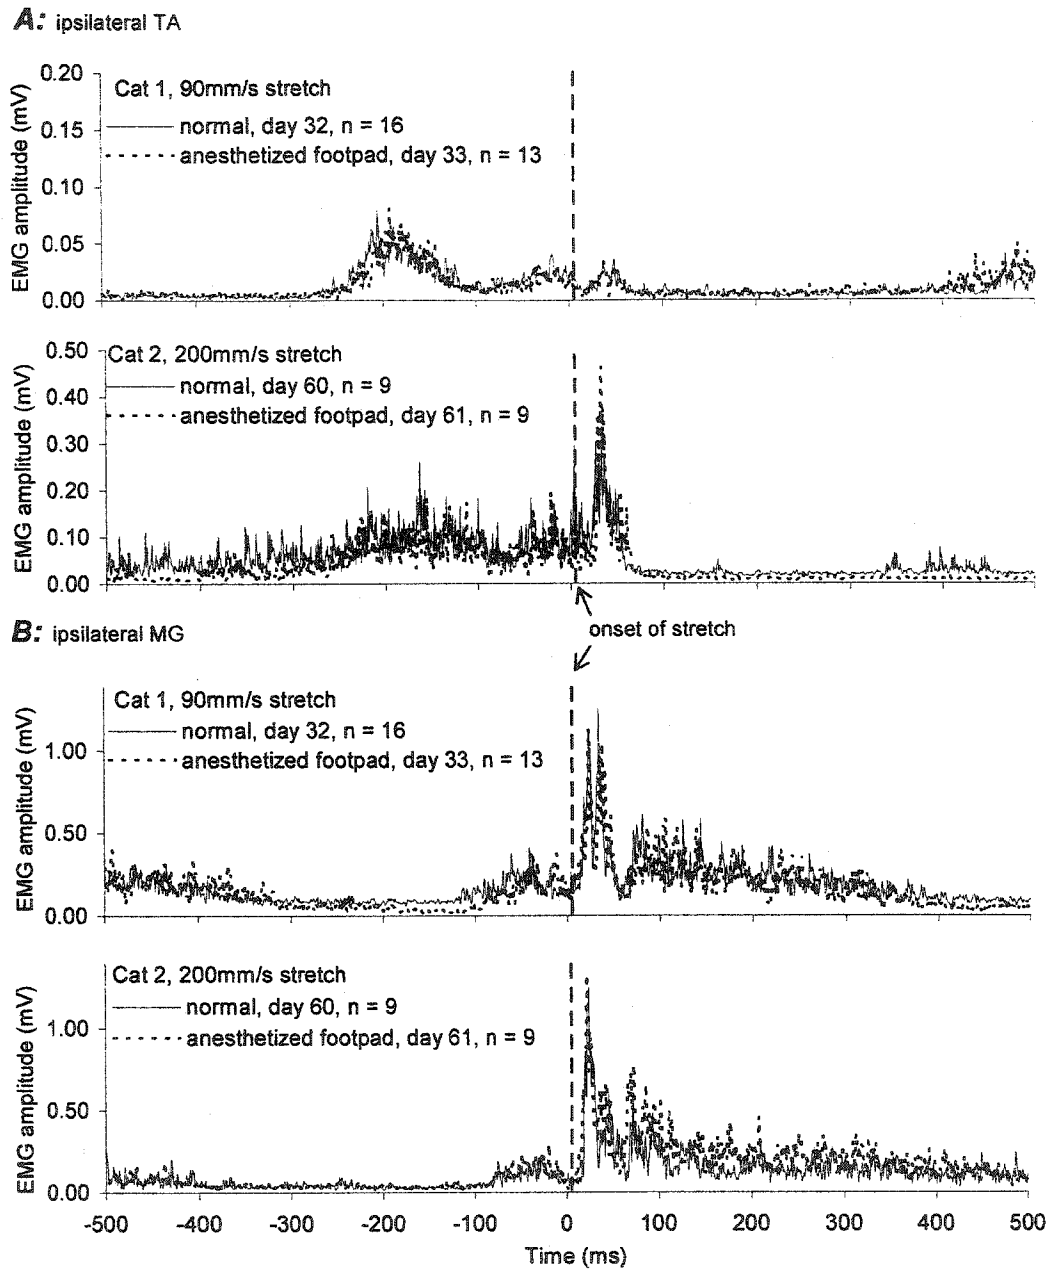 A: ipsilateral TA
EMG amplitude (mV)
0.20
0.15
0.10
0.05
0.00
Cat 1, 90mm/s stretch
normal, day 32, n = 16
anesthetized footpad, day 33, n = 13
EMG amplitude (mV)
0.50
0.40
0.30
0.20
0.10
0.00
Cat 2, 200mm/s stretch
normal, day 60, n = 9
anesthetized footpad, day 61, n = 9
onset of stretch
B: ipsilateral MG
EMG amplitude (mV)
1.00
0.50
0.00
Cat 1, 90mm/s stretch
normal, day 32, n = 16
anesthetized footpad, day 33, n = 13
EMG amplitude (mV)
1.00
0.50
0.00
Cat 2, 200mm/s stretch
normal, day 60, n = 9
anesthetized footpad, day 61, n = 9
-500 -400 -300 -200 -100 0 100 200 300 400 500
Time (ms)